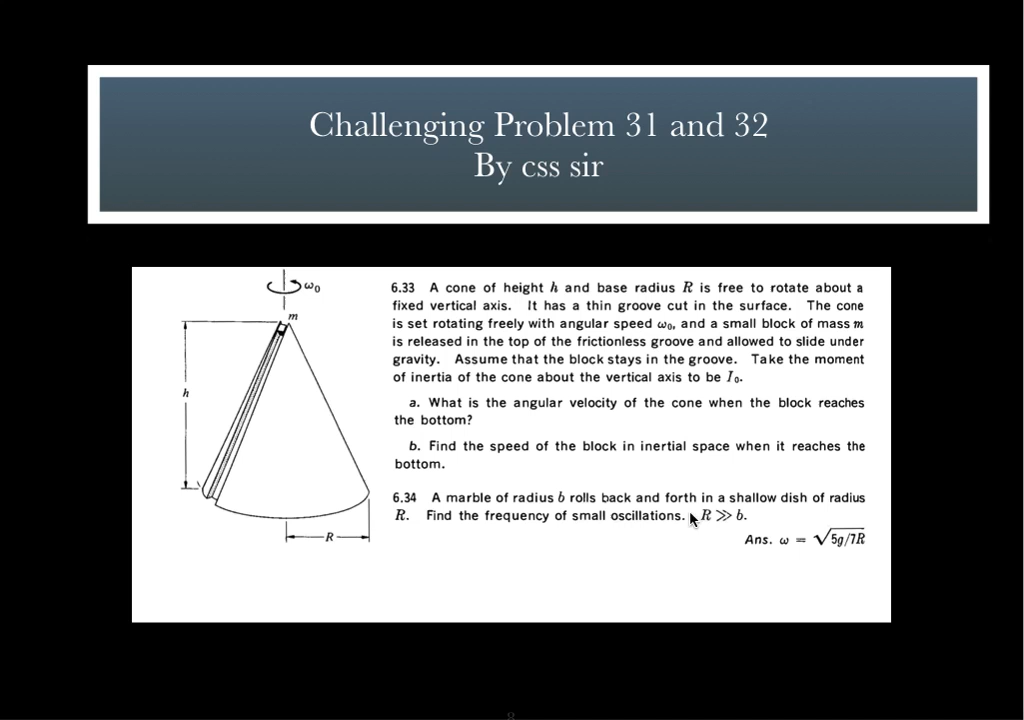 Challenging Problem 31 and 32
By css sir
ω₀
m
h
R
6.33 A cone of height h and base radius R is free to rotate about a
fixed vertical axis. It has a thin groove cut in the surface. The cone
is set rotating freely with angular speed ω₀, and a small block of mass m
is released in the top of the frictionless groove and allowed to slide under
gravity. Assume that the block stays in the groove. Take the moment
of inertia of the cone about the vertical axis to be I₀.
a. What is the angular velocity of the cone when the block reaches
the bottom?
b. Find the speed of the block in inertial space when it reaches the
bottom.
6.34 A marble of radius b rolls back and forth in a shallow dish of radius
R. Find the frequency of small oscillations. R ≫ b.
Ans. ω = √5g/7R
8